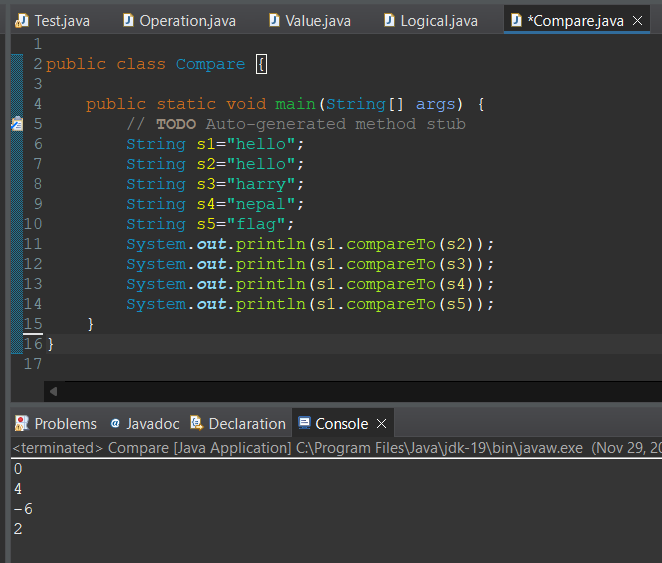 Test.java Operation.java Value.java Logical.java *Compare.java
1
2 public class Compare {
3
4     public static void main(String[] args) {
5         // TODO Auto-generated method stub
6         String s1="hello";
7         String s2="hello";
8         String s3="harry";
9         String s4="nepal";
10         String s5="flag";
11         System.out.println(s1.compareTo(s2));
12         System.out.println(s1.compareTo(s3));
13         System.out.println(s1.compareTo(s4));
14         System.out.println(s1.compareTo(s5));
15     }
16 }
17
Problems @ Javadoc Declaration Console
<terminated> Compare [Java Application] C:\Program Files\Java\jdk-19\bin\javaw.exe (Nov 29, 20
0
4
-6
2